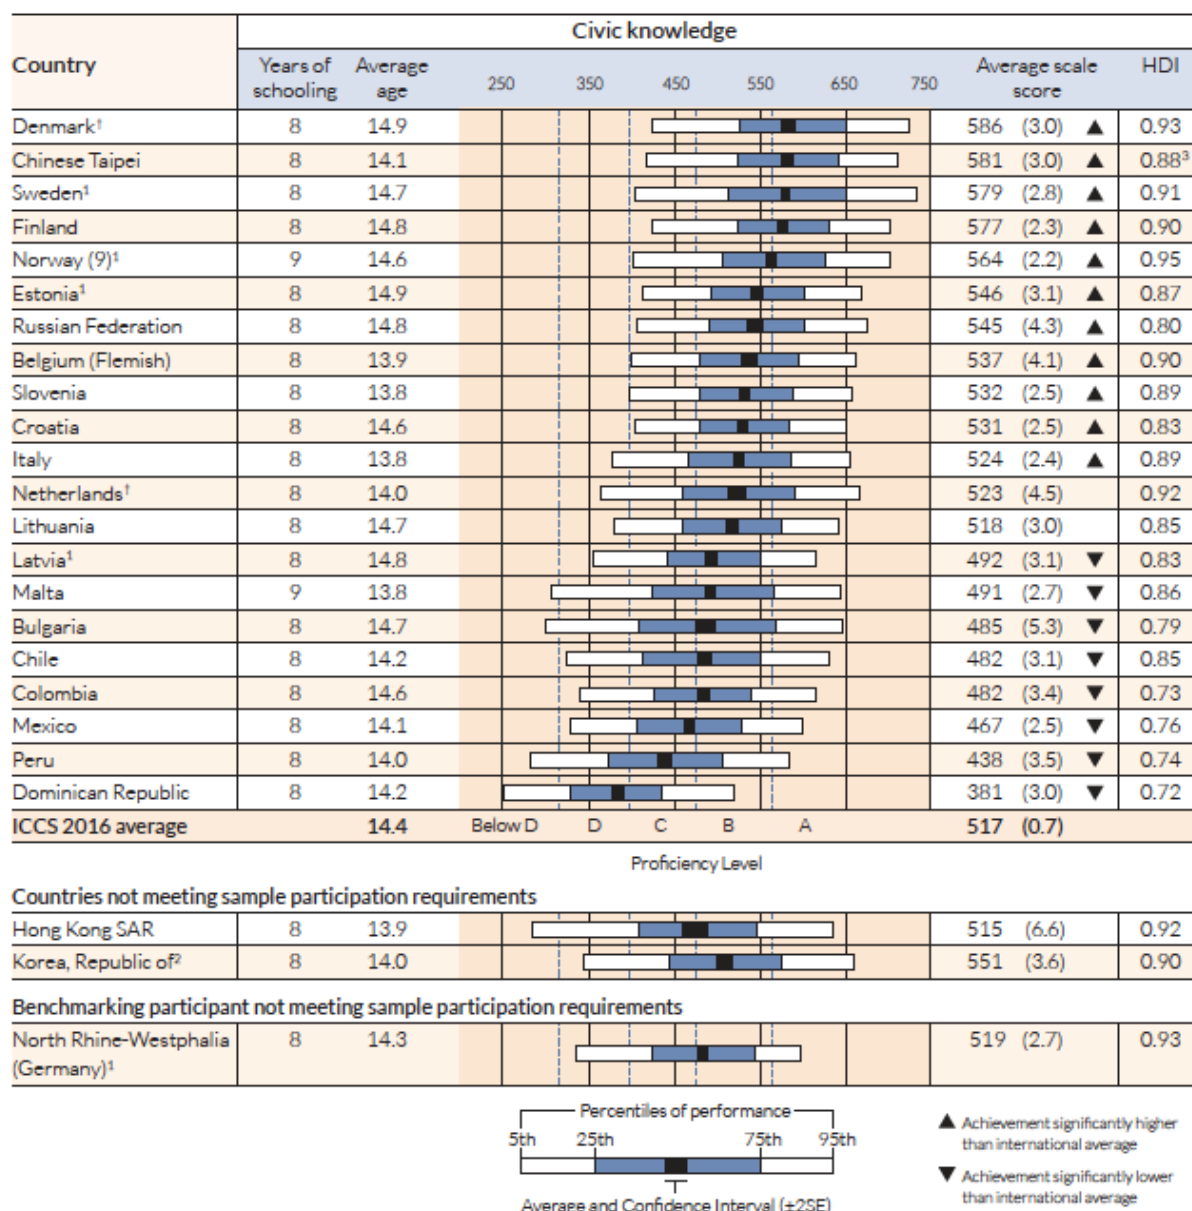 Civic knowledge
Country Years of schooling Average age 250 350 450 550 650 750 Average scale score HDI
Denmark† 8 14.9 586 (3.0) ▲ 0.93
Chinese Taipei 8 14.1 581 (3.0) ▲ 0.88³
Sweden¹ 8 14.7 579 (2.8) ▲ 0.91
Finland 8 14.8 577 (2.3) ▲ 0.90
Norway (9)¹ 9 14.6 564 (2.2) ▲ 0.95
Estonia¹ 8 14.9 546 (3.1) ▲ 0.87
Russian Federation 8 14.8 545 (4.3) ▲ 0.80
Belgium (Flemish) 8 13.9 537 (4.1) ▲ 0.90
Slovenia 8 13.8 532 (2.5) ▲ 0.89
Croatia 8 14.6 531 (2.5) ▲ 0.83
Italy 8 13.8 524 (2.4) ▲ 0.89
Netherlands† 8 14.0 523 (4.5) 0.92
Lithuania 8 14.7 518 (3.0) 0.85
Latvia¹ 8 14.8 492 (3.1) ▼ 0.83
Malta 9 13.8 491 (2.7) ▼ 0.86
Bulgaria 8 14.7 485 (5.3) ▼ 0.79
Chile 8 14.2 482 (3.1) ▼ 0.85
Colombia 8 14.6 482 (3.4) ▼ 0.73
Mexico 8 14.1 467 (2.5) ▼ 0.76
Peru 8 14.0 438 (3.5) ▼ 0.74
Dominican Republic 8 14.2 381 (3.0) ▼ 0.72
ICCS 2016 average 14.4 Below D D C B A 517 (0.7)
Proficiency Level
Countries not meeting sample participation requirements
Hong Kong SAR 8 13.9 515 (6.6) 0.92
Korea, Republic of² 8 14.0 551 (3.6) 0.90
Benchmarking participant not meeting sample participation requirements
North Rhine-Westphalia 8 14.3 519 (2.7) 0.93
(Germany)¹
Percentiles of performance
5th 25th 75th 95th
Average and Confidence Interval (±2SE)
▲ Achievement significantly higher
than international average
▼ Achievement significantly lower
than international average